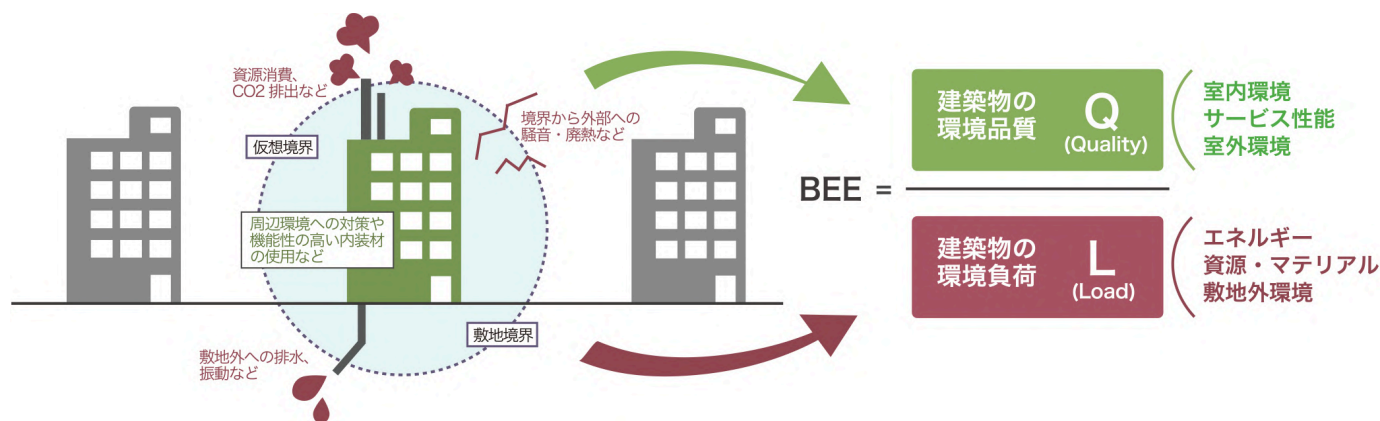 資源消費、
CO2 排出など
仮想境界
境界から外部への
騒音・廃熱など
周辺環境への対策や
機能性の高い内装材
の使用など
敷地境界
敷地外への排水、
振動など
BEE =
建築物の
環境品質
Q
(Quality)
室内環境
サービス性能
室外環境
建築物の
環境負荷
L
(Load)
エネルギー
資源・マテリアル
敷地外環境